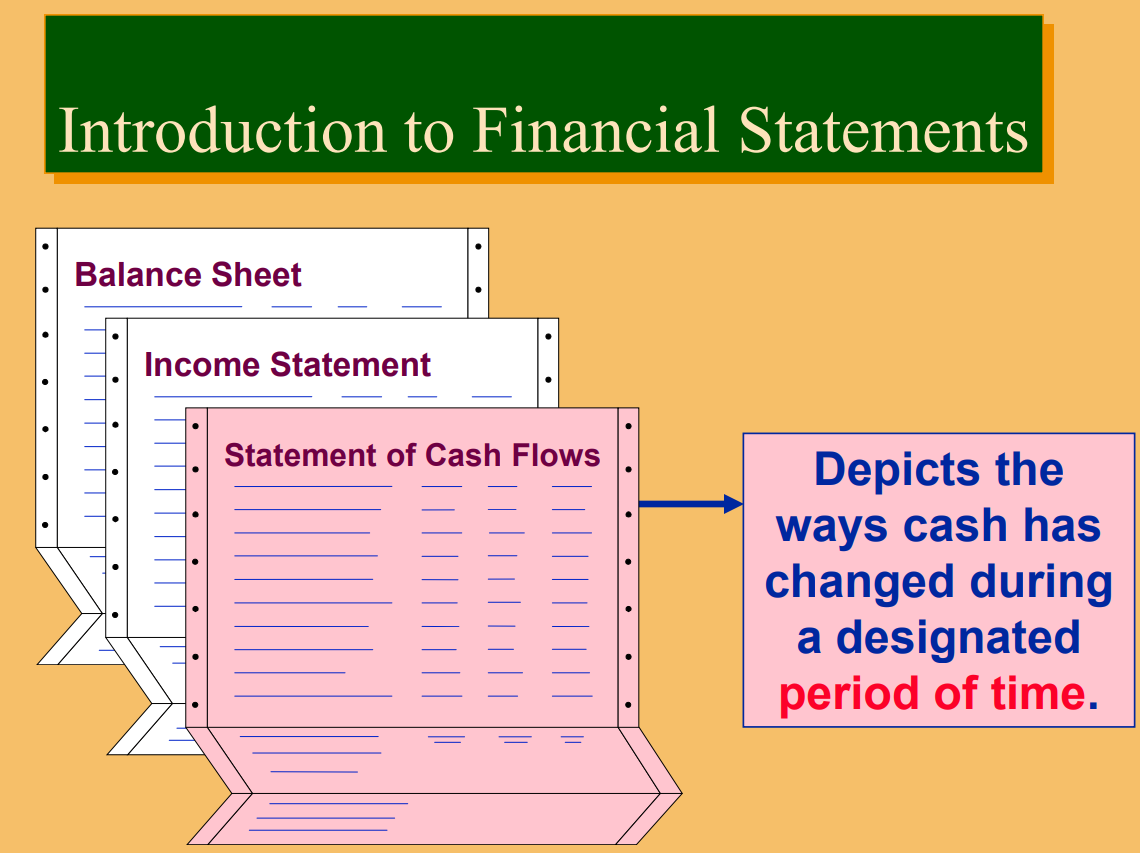 Introduction to Financial Statements
Balance Sheet
Income Statement
Statement of Cash Flows
Depicts the
ways cash has
changed during
a designated
period of time.